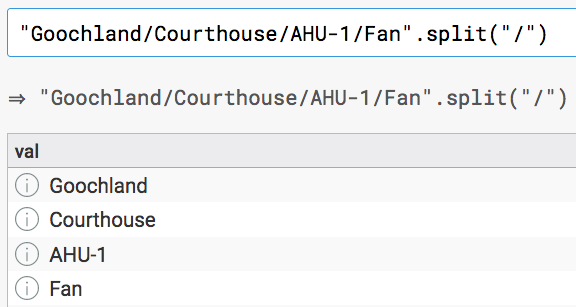 "Goochland/Courthouse/AHU-1/Fan".split("/")
⇒ "Goochland/Courthouse/AHU-1/Fan".split("/")
val
Goochland
Courthouse
AHU-1
Fan